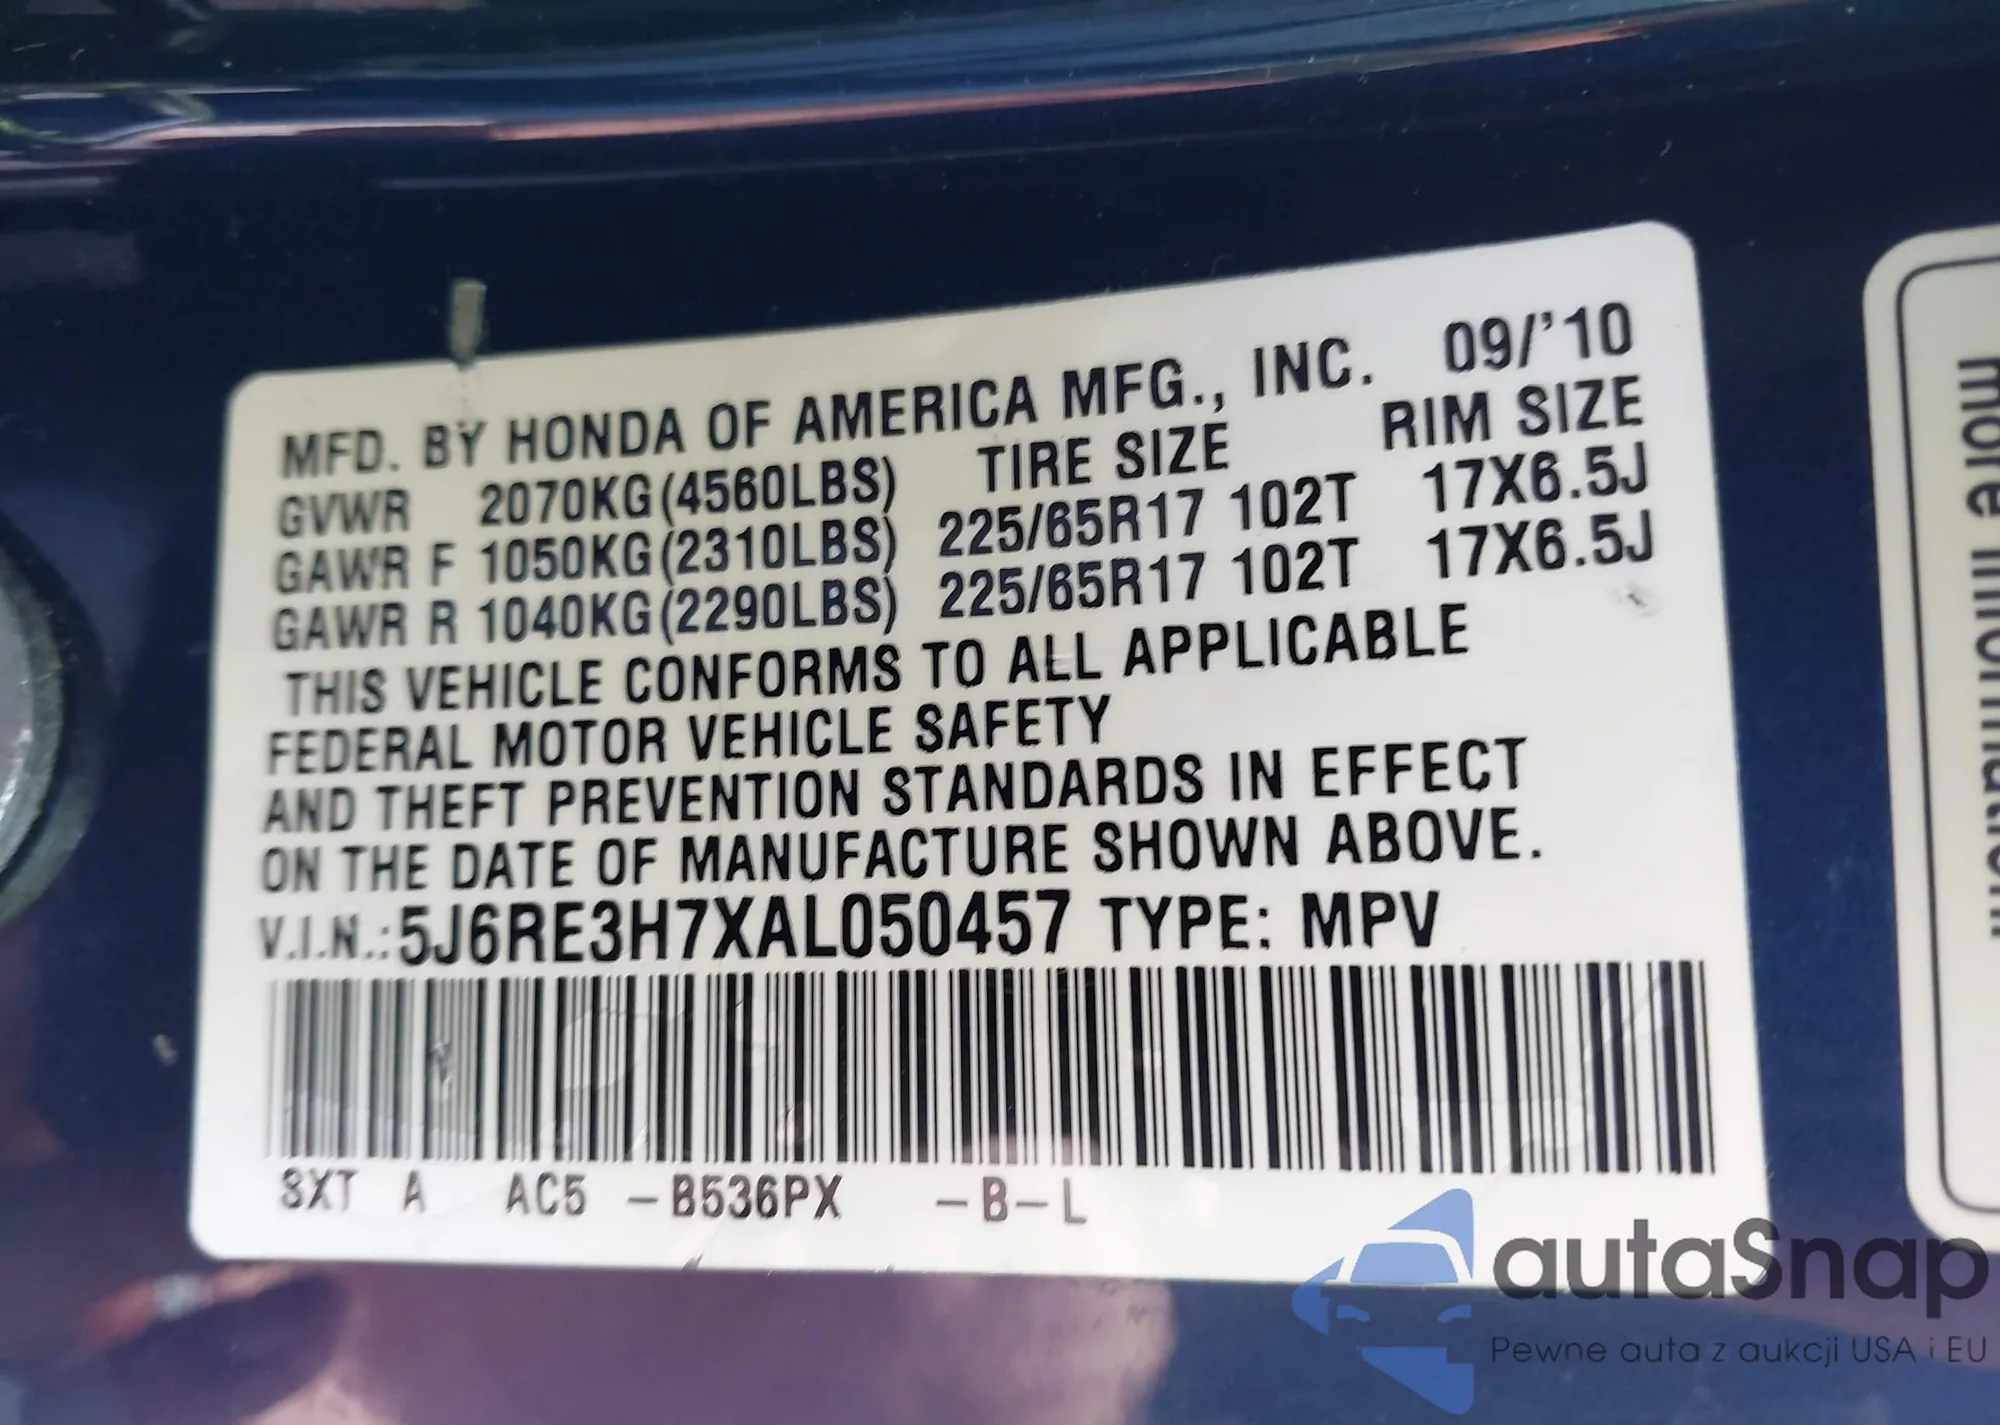 MFD. BY HONDA OF AMERICA MFG., INC. 09/'10
GVWR 2070KG(4560LBS) TIRE SIZE RIM SIZE
GAWR F 1050KG(2310LBS) 225/65R17 102T 17X6.5J
GAWR R 1040KG(2290LBS) 225/65R17 102T 17X6.5J
THIS VEHICLE CONFORMS TO ALL APPLICABLE
FEDERAL MOTOR VEHICLE SAFETY
AND THEFT PREVENTION STANDARDS IN EFFECT
ON THE DATE OF MANUFACTURE SHOWN ABOVE.
V.I.N.:5J6RE3H7XAL050457 TYPE: MPV
SXT A AC5 -B536PX -B-L
more information.
autaSnap
Pewne auta z aukcji USA i EU